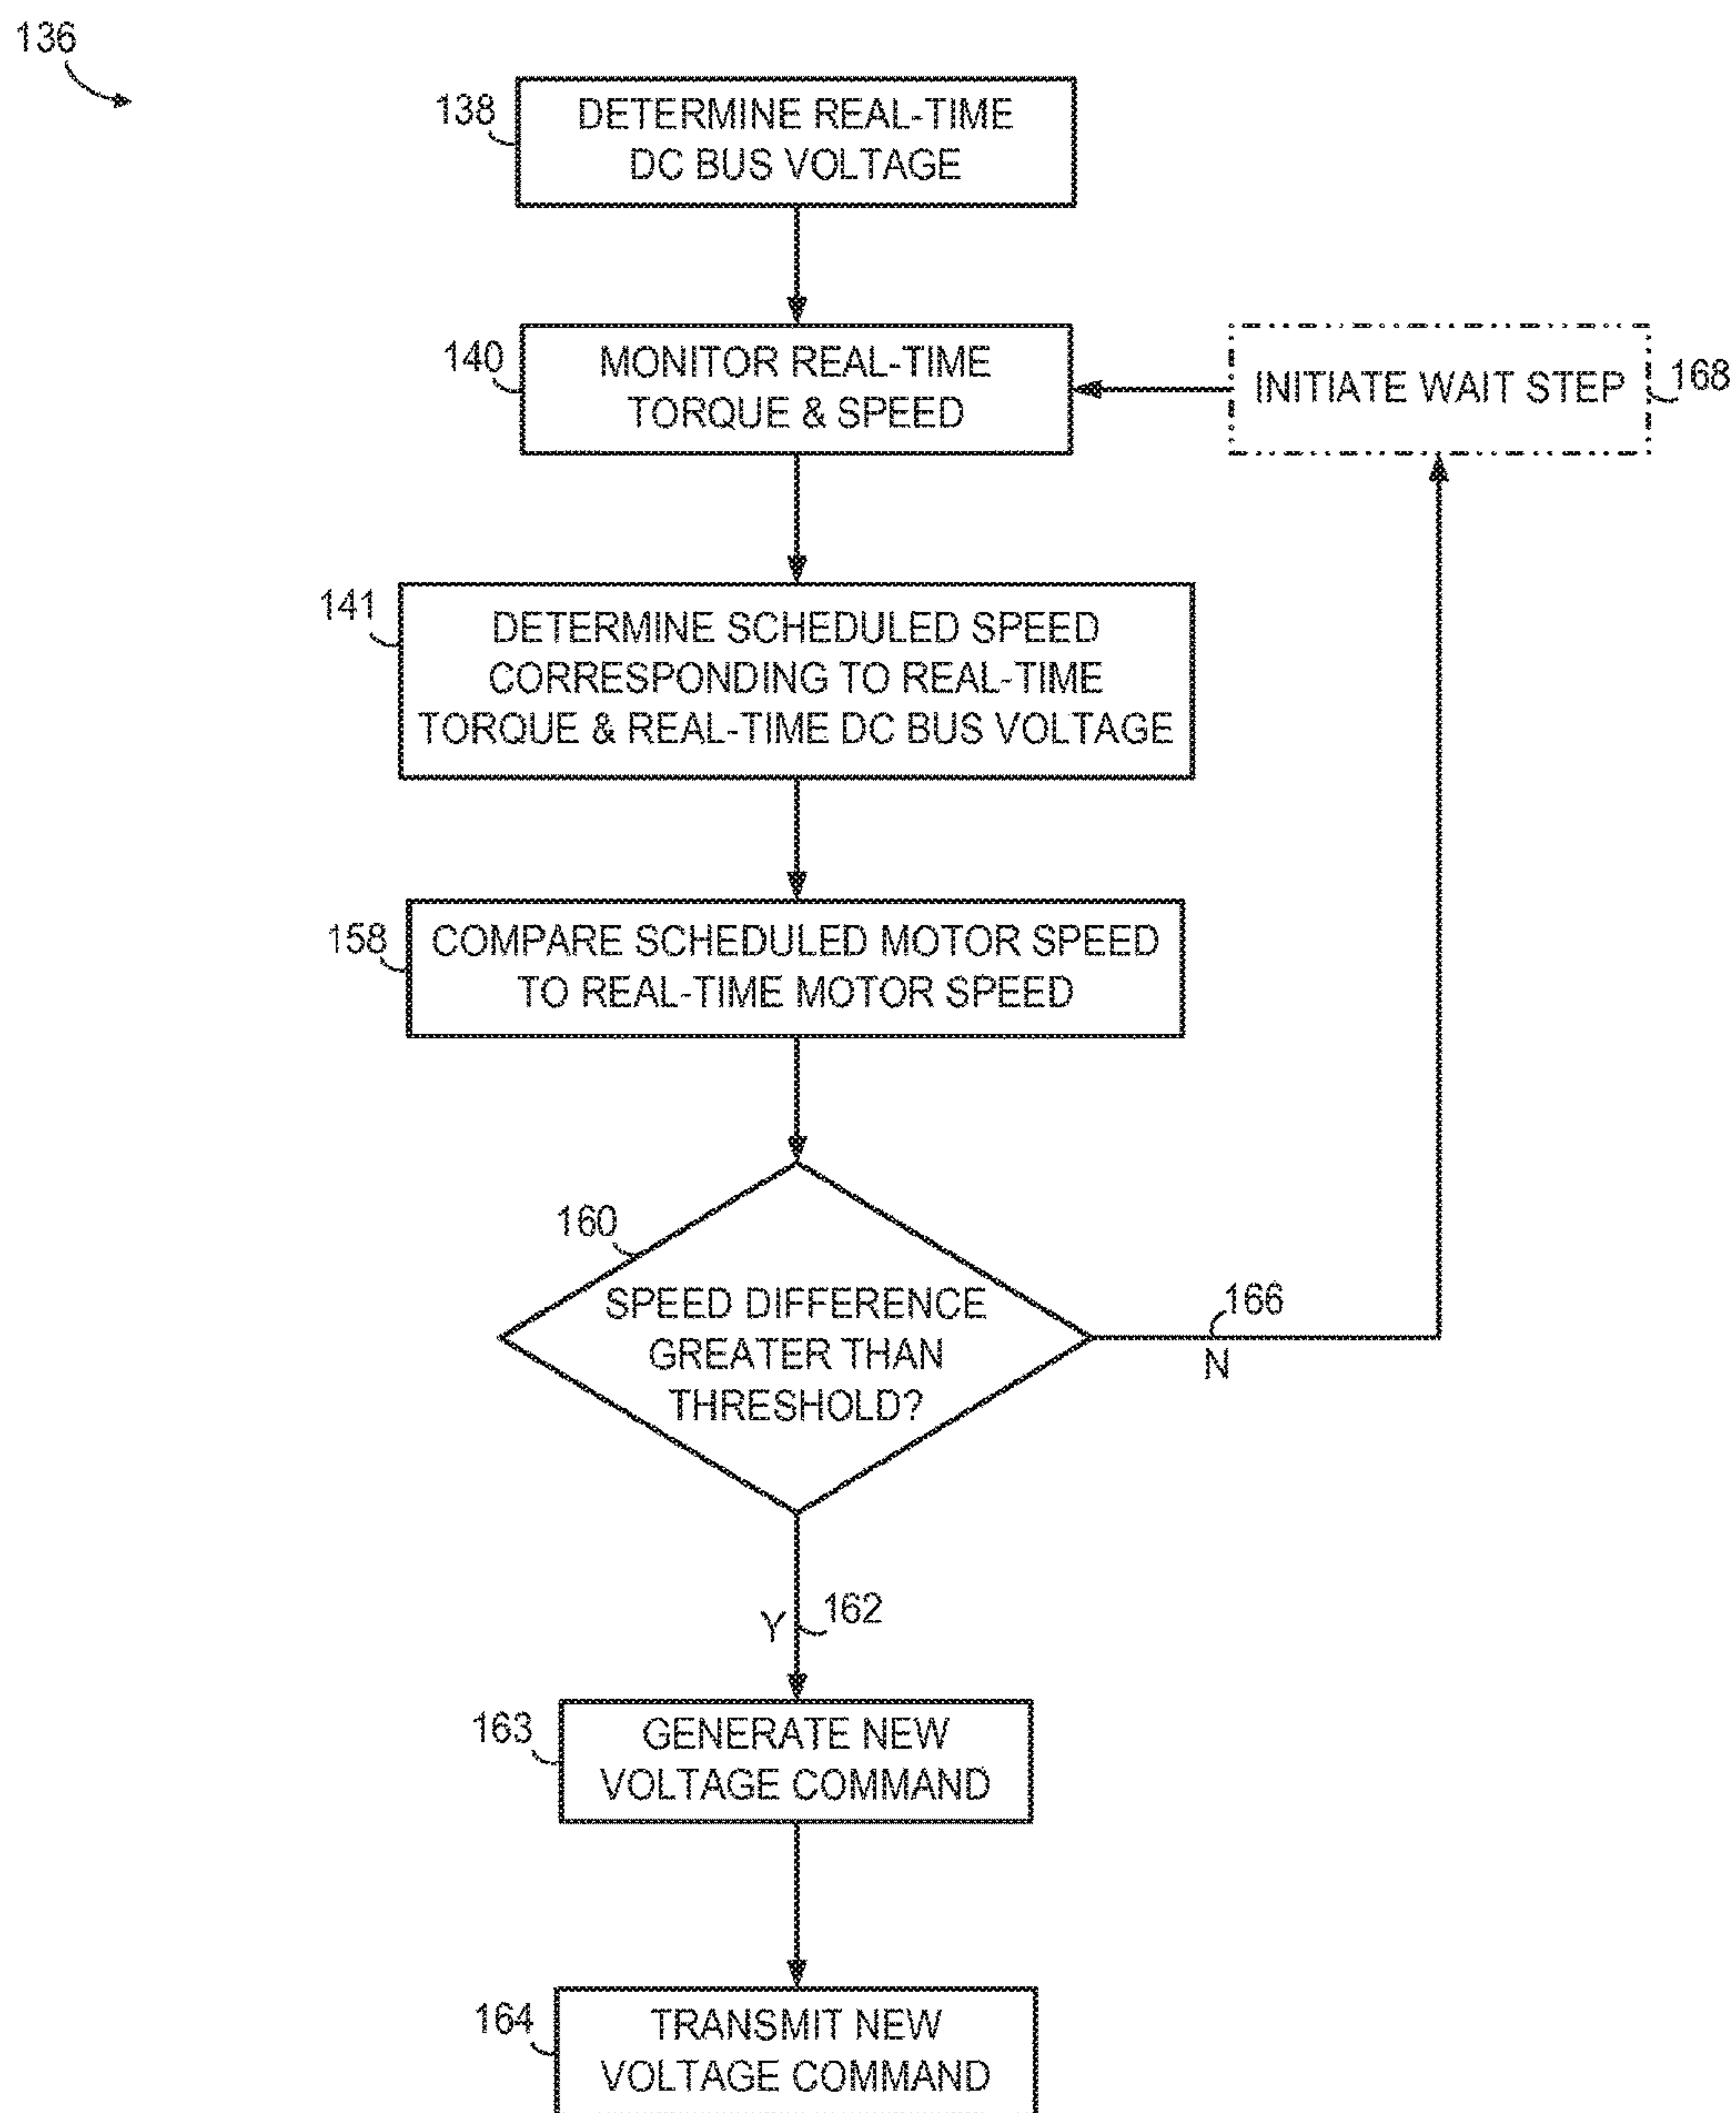 136
138
DETERMINE REAL-TIME
DC BUS VOLTAGE
140
MONITOR REAL-TIME
TORQUE & SPEED
INITIATE WAIT STEP
168
141
DETERMINE SCHEDULED SPEED
CORRESPONDING TO REAL-TIME
TORQUE & REAL-TIME DC BUS VOLTAGE
158
COMPARE SCHEDULED MOTOR SPEED
TO REAL-TIME MOTOR SPEED
160
SPEED DIFFERENCE
GREATER THAN
THRESHOLD?
166
N
Y
162
163
GENERATE NEW
VOLTAGE COMMAND
164
TRANSMIT NEW
VOLTAGE COMMAND